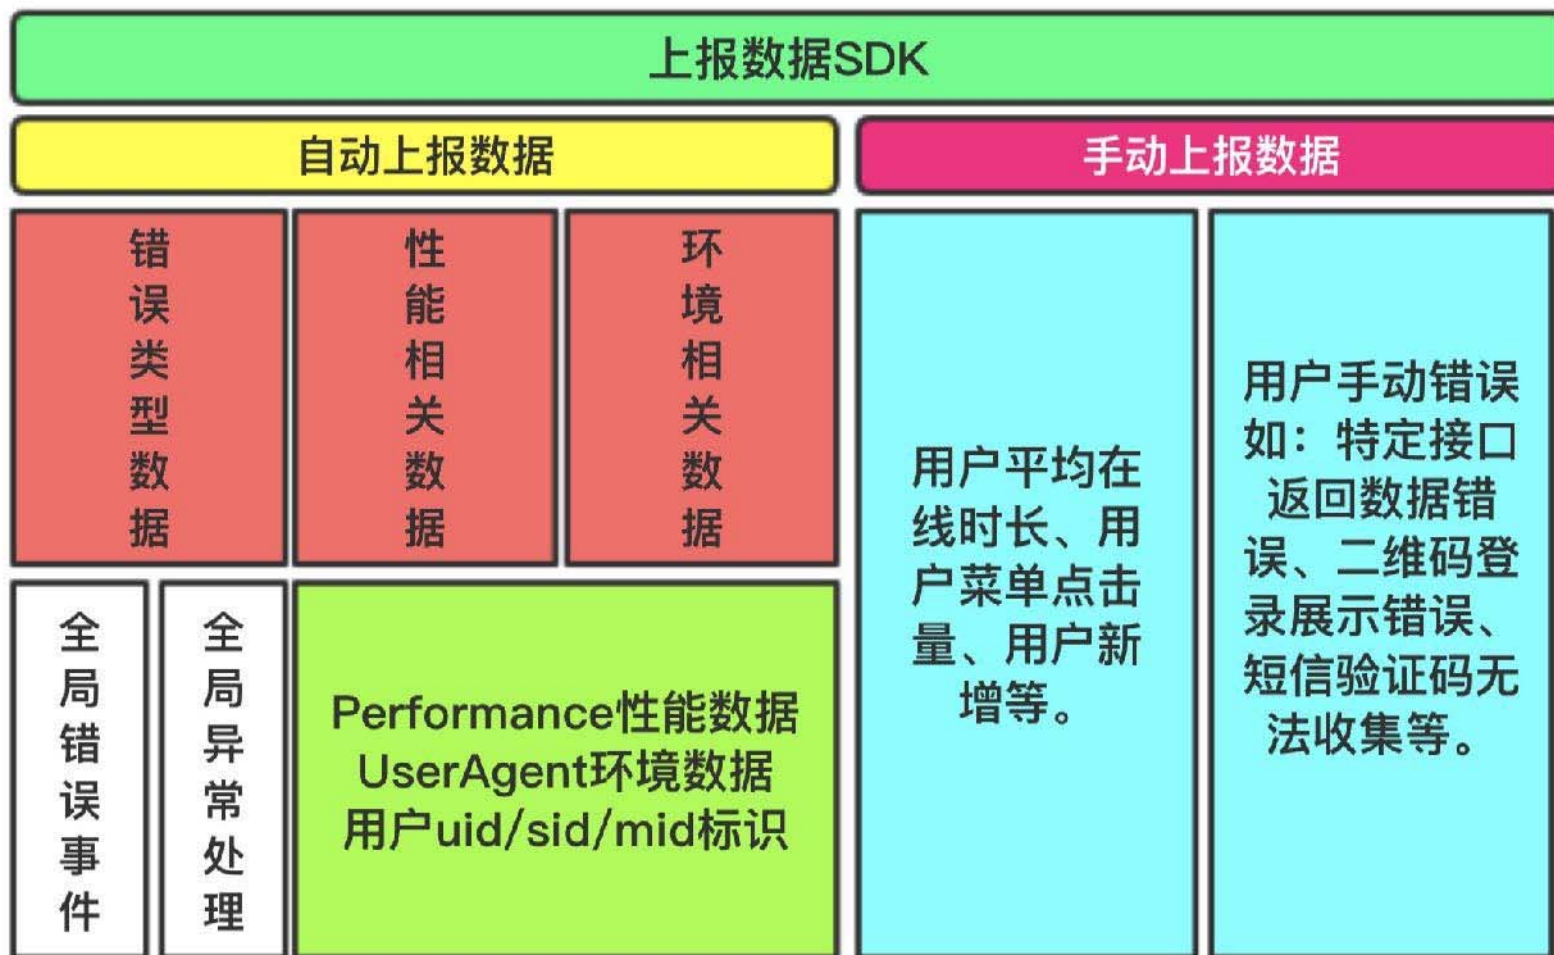 上报数据SDK
自动上报数据
手动上报数据
错误类型数据
性能相关数据
环境相关数据
全局错误事件
全局异常处理
Performance性能数据
UserAgent环境数据
用户uid/sid/mid标识
用户平均在
线时长、用
户菜单点击
量、用户新
增等。
用户手动错误
如：特定接口
返回数据错
误、二维码登
录展示错误、
短信验证码无
法收集等。